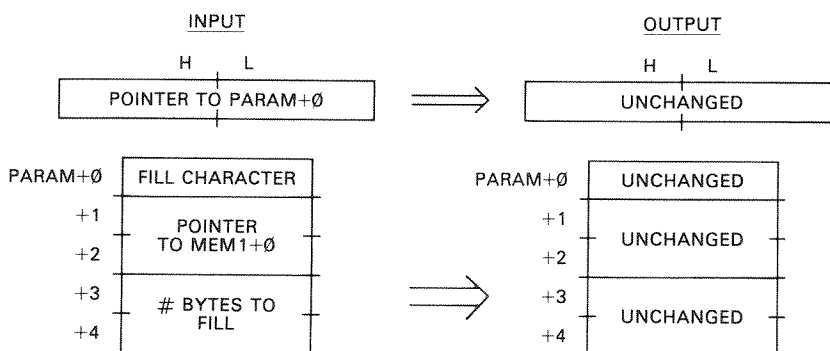 INPUT
OUTPUT
H L
H L
POINTER TO PARAM+Ø
UNCHANGED
PARAM+Ø
FILL CHARACTER
+1
POINTER
TO MEM1+Ø
+2
+3
# BYTES TO
FILL
+4
PARAM+Ø
UNCHANGED
+1
UNCHANGED
+2
+3
UNCHANGED
+4